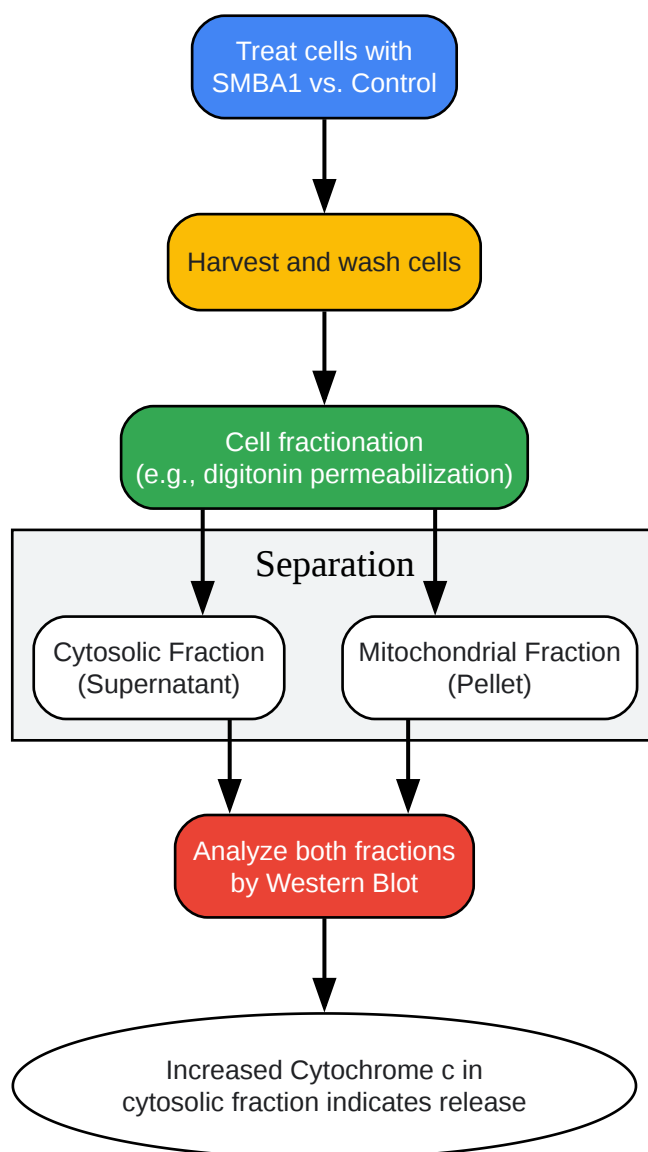 Treat cells with
SMBA1 vs. Control
Harvest and wash cells
Cell fractionation
(e.g., digitonin permeabilization)
Separation
Cytosolic Fraction
(Supernatant)
Mitochondrial Fraction
(Pellet)
Analyze both fractions
by Western Blot
Increased Cytochrome c in
cytosolic fraction indicates release